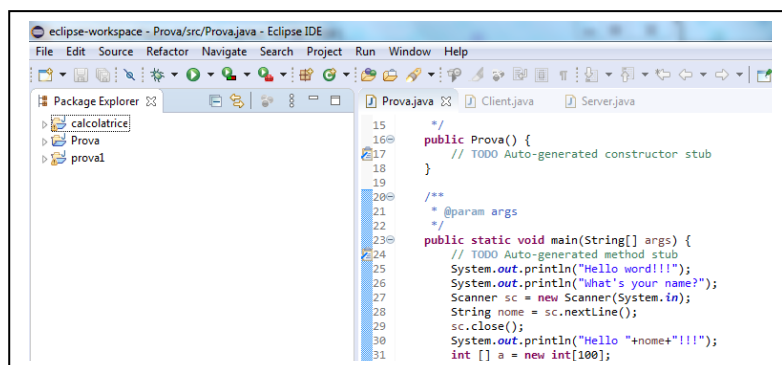 eclipse-workspace - Prova/src/Prova.java - Eclipse IDE
File Edit Source Refactor Navigate Search Project Run Window Help
Package Explorer
calcolatrice
Prova
prova1
Prova.java Client.java Server.java
15 */
16 public Prova() {
17 // TODO Auto-generated constructor stub
18 }
19
20 /**
21 * @param args
22 */
23 public static void main(String[] args) {
24 // TODO Auto-generated method stub
25 System.out.println("Hello word!!!");
26 System.out.println("What's your name?");
27 Scanner sc = new Scanner(System.in);
28 String nome = sc.nextLine();
29 sc.close();
30 System.out.println("Hello "+nome+"!!!");
31 int [] a = new int[100];